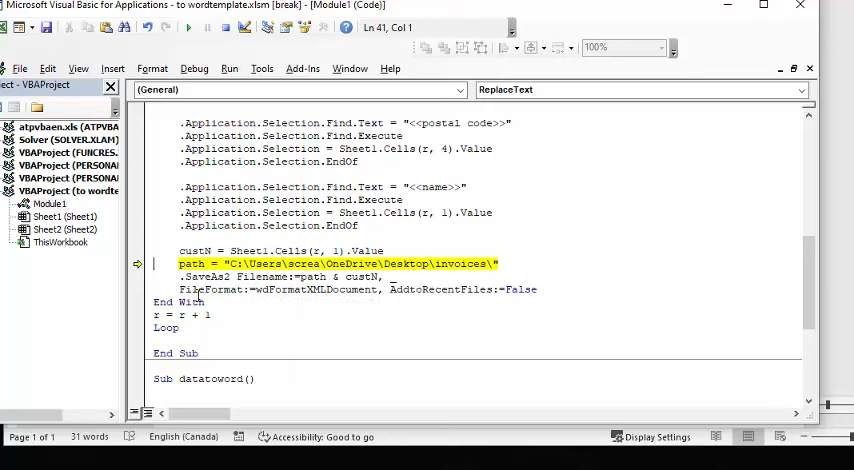 Microsoft Visual Basic for Applications - to wordtemplate.xlsm [break] - [Module1 (Code)]
Ln 41, Col 1
100%
File Edit View Insert Format Debug Run Tools Add-Ins Window Help
ect - VBAProject
(General) ReplaceText
atpvbaen.xls (ATPVBA
Solver (SOLVER.XLAM)
VBAProject (FUNCRES.
VBAProject (PERSONA
VBAProject (PERSONA
VBAProject (to wordte
Module1
Sheet1 (Sheet1)
Sheet2 (Sheet2)
ThisWorkbook
.Application.Selection.Find.Text = "<<postal code>>"
.Application.Selection.Find.Execute
.Application.Selection = Sheet1.Cells(r, 4).Value
.Application.Selection.EndOf
.Application.Selection.Find.Text = "<<name>>"
.Application.Selection.Find.Execute
.Application.Selection = Sheet1.Cells(r, 1).Value
.Application.Selection.EndOf
custN = Sheet1.Cells(r, 1).Value
path = "C:\Users\screa\OneDrive\Desktop\invoices\"
.SaveAs2 Filename:=path & custN, _
FileFormat:=wdFormatXMLDocument, AddtoRecentFiles:=False
End With
r = r + 1
Loop
End Sub
Sub datatoword()
Page 1 of 1 31 words English (Canada) Accessibility: Good to go Display Settings